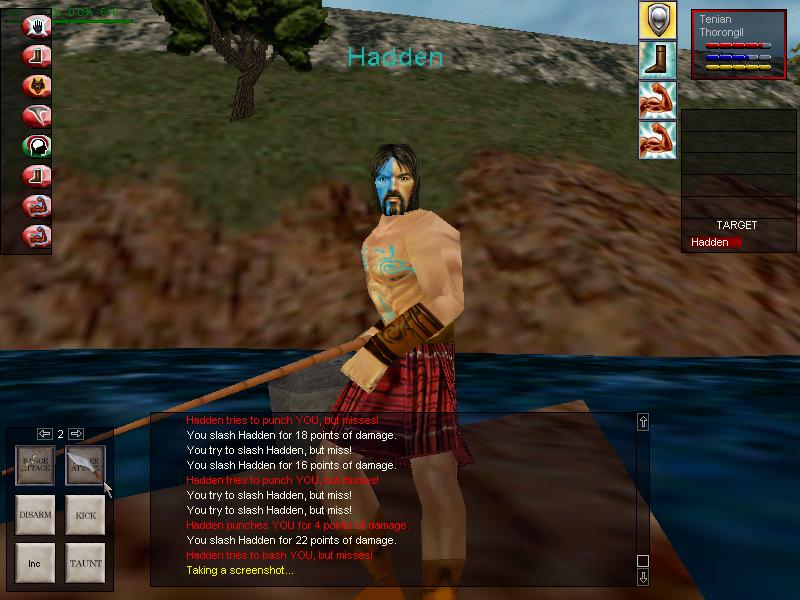 Hadden
Tenian
Thorongil
TARGET
Hadden
2
RANGE
ATTACK
ATTACK
DISARM
KICK
Inc
TAUNT
Hadden tries to punch YOU, but misses!
You slash Hadden for 18 points of damage.
You try to slash Hadden, but miss!
You slash Hadden for 16 points of damage.
Hadden tries to punch YOU, but misses!
You try to slash Hadden, but miss!
You try to slash Hadden, but miss!
Hadden punches YOU for 4 points of damage.
You slash Hadden for 22 points of damage.
Hadden tries to bash YOU, but misses!
Taking a screenshot...